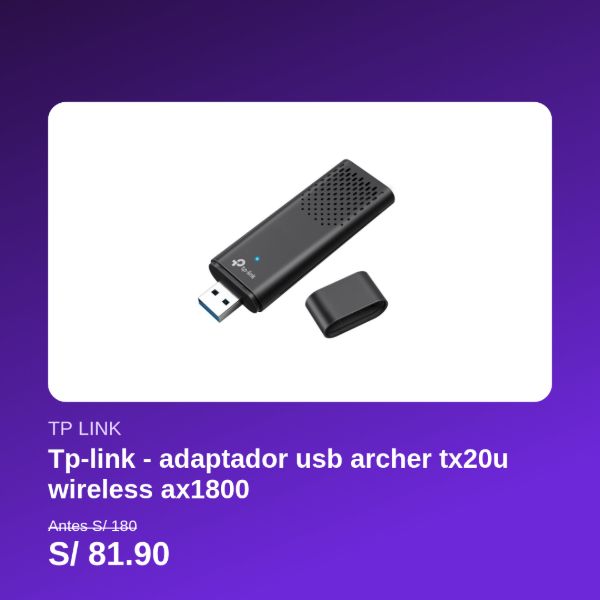 tp-link
TP LINK
Tp-link - adaptador usb archer tx20u
wireless ax1800
Antes S/ 180
S/ 81.90